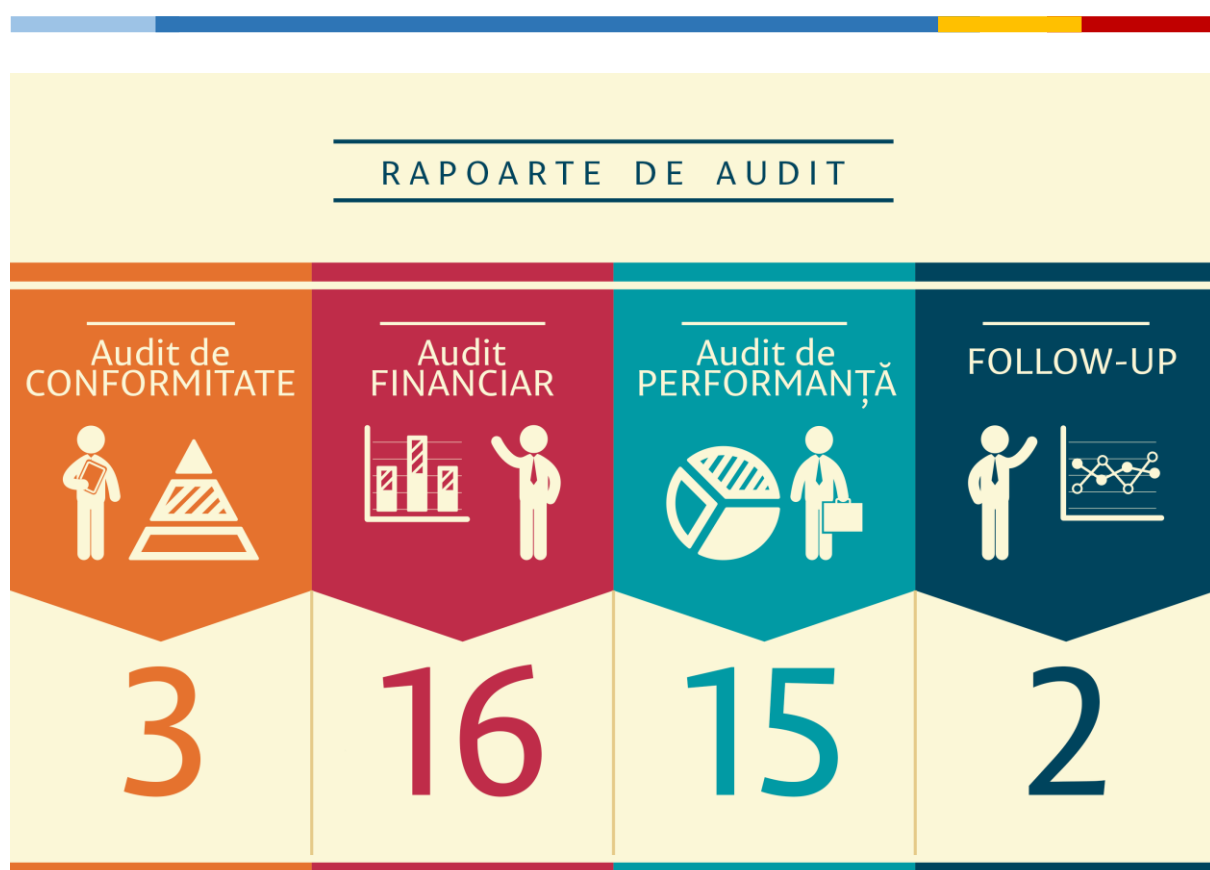 RAPOARTE DE AUDIT
Audit de
CONFORMITATE
Audit
FINANCIAR
Audit de
PERFORMANȚĂ
FOLLOW-UP
3
16
15
2